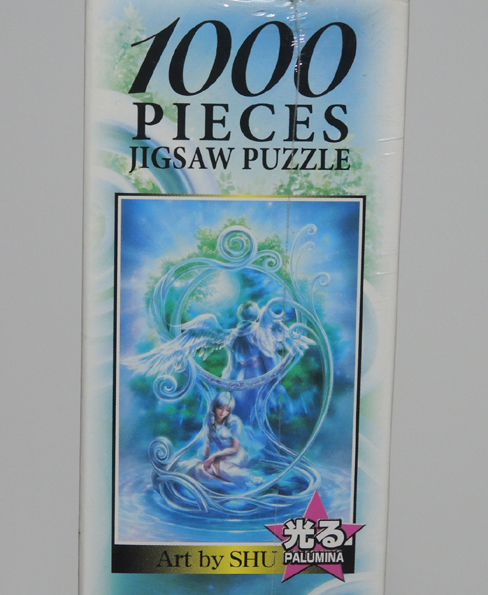 1000
PIECES
JIGSAW PUZZLE
Art by SHU
光る
PALUMINA